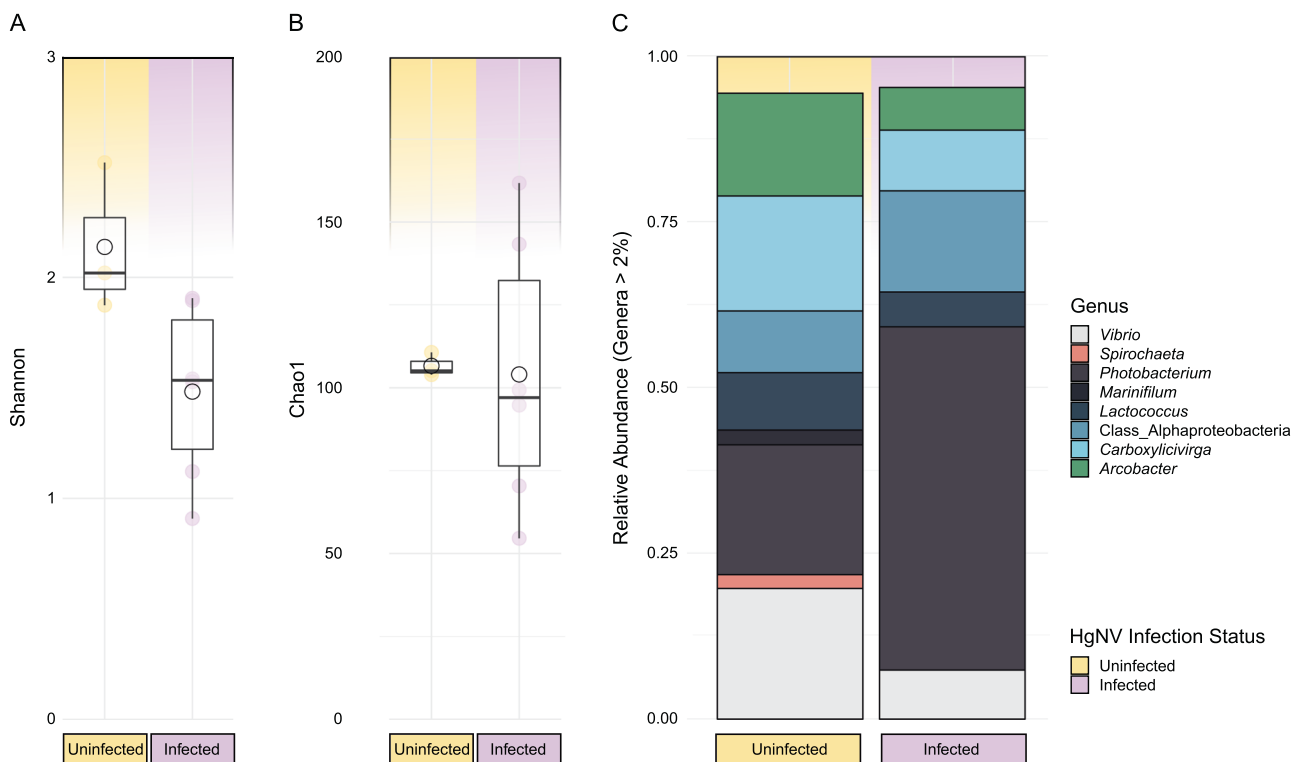 A
B
C
Shannon
3
2
1
0
Uninfected
Infected
Chao1
200
150
100
50
0
Uninfected
Infected
Relative Abundance (Genera > 2%)
1.00
0.75
0.50
0.25
0.00
Uninfected
Infected
Genus
Vibrio
Spirochaeta
Photobacterium
Marinifilum
Lactococcus
Class_Alphaproteobacteria
Carboxylicivirga
Arcobacter
HgNV Infection Status
Uninfected
Infected